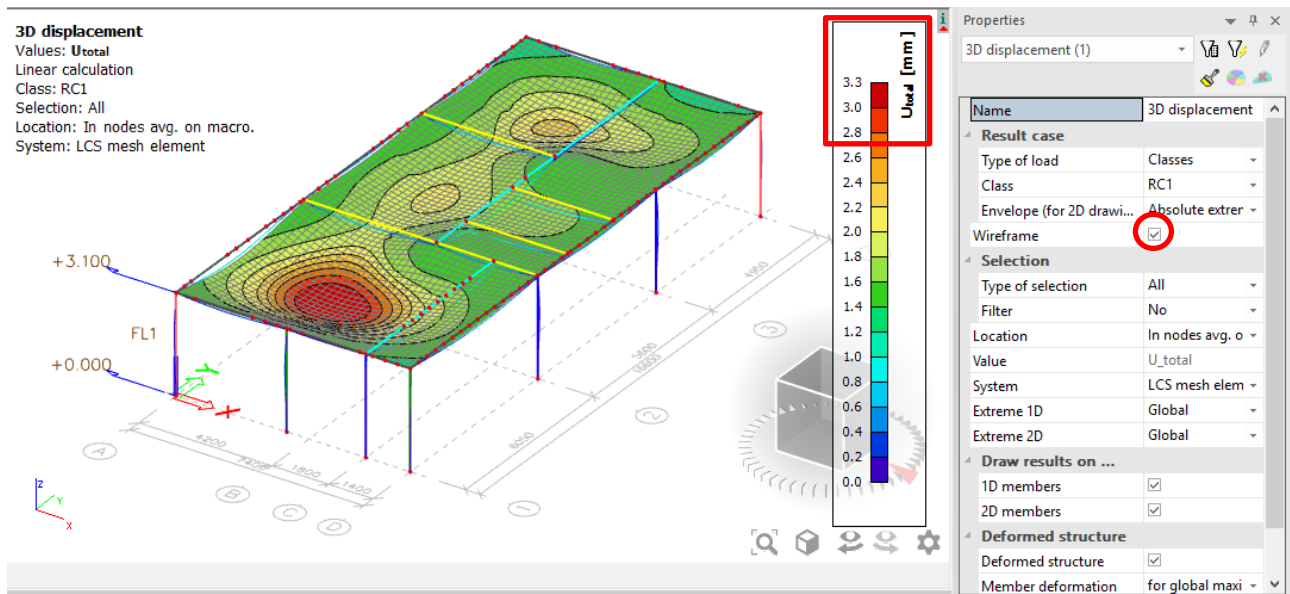 3D displacement
Values: Utotal
Linear calculation
Class: RC1
Selection: All
Location: In nodes avg. on macro.
System: LCS mesh element
+3.100
FL1
+0.000
Y
X
Z
Y
X
A
B
C
D
1
2
3
4200
7400
1800
1400
6050
5600
16600
4950
Utotal [mm]
3.3
3.0
2.8
2.6
2.4
2.2
2.0
1.8
1.6
1.4
1.2
1.0
0.8
0.6
0.4
0.2
0.0
Properties
3D displacement (1)
Name 3D displacement
Result case
Type of load Classes
Class RC1
Envelope (for 2D drawi... Absolute extrer
Wireframe
Selection
Type of selection All
Filter No
Location In nodes avg. o
Value U_total
System LCS mesh elem
Extreme 1D Global
Extreme 2D Global
Draw results on ...
1D members
2D members
Deformed structure
Deformed structure
Member deformation for global maxi